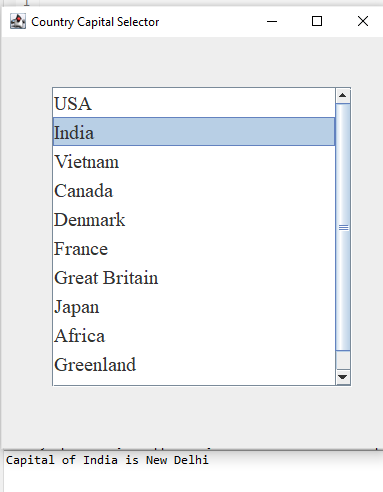 Country Capital Selector
USA
India
Vietnam
Canada
Denmark
France
Great Britain
Japan
Africa
Greenland
Capital of India is New Delhi